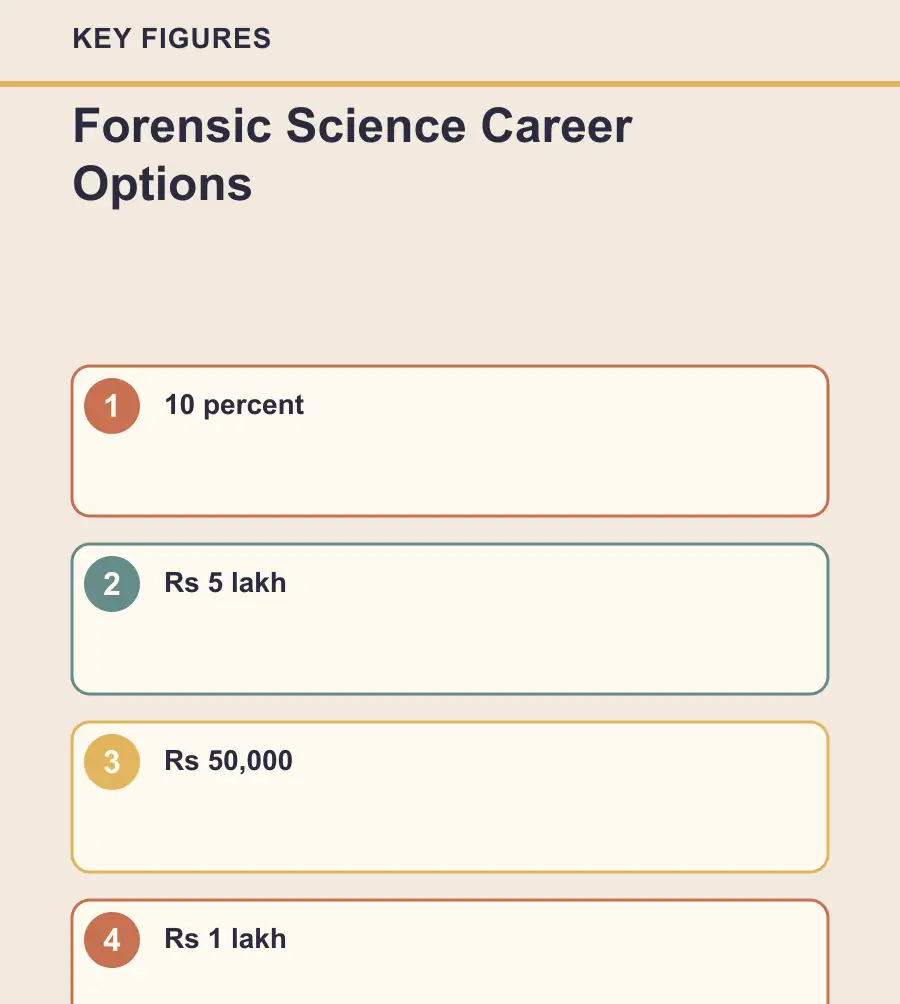 KEY FIGURES
Forensic Science Career
Options
1 10 percent
2 Rs 5 lakh
3 Rs 50,000
4 Rs 1 lakh